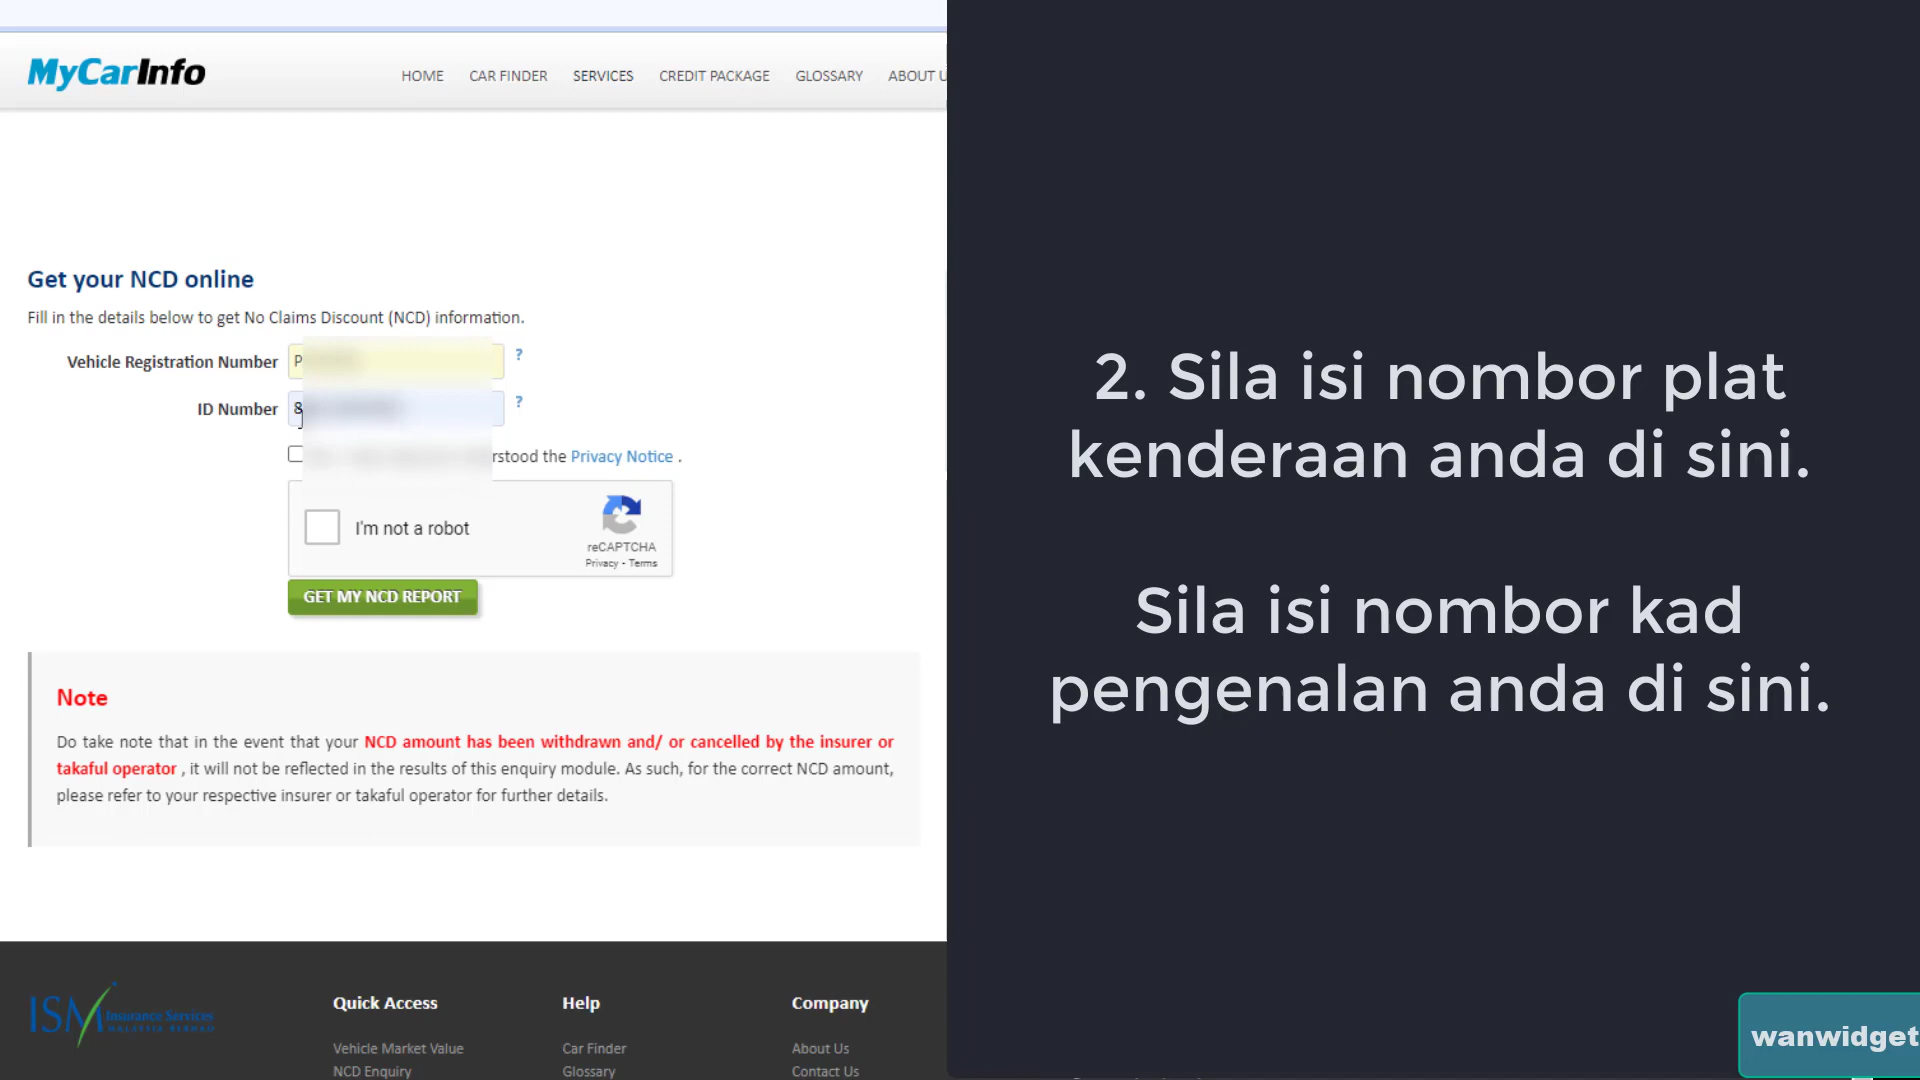 MyCarInfo
HOME CAR FINDER SERVICES CREDIT PACKAGE GLOSSARY ABOUT U
Get your NCD online
Fill in the details below to get No Claims Discount (NCD) information.
Vehicle Registration Number P ?
ID Number 8 ?
rstood the Privacy Notice .
I'm not a robot
reCAPTCHA
Privacy - Terms
GET MY NCD REPORT
Note
Do take note that in the event that your NCD amount has been withdrawn and/ or cancelled by the insurer or
takaful operator , it will not be reflected in the results of this enquiry module. As such, for the correct NCD amount,
please refer to your respective insurer or takaful operator for further details.
ISM Insurance Services
MALAYSIA BERHAD
Quick Access
Vehicle Market Value
NCD Enquiry
Help
Car Finder
Glossary
Company
About Us
Contact Us
2. Sila isi nombor plat
kenderaan anda di sini.
Sila isi nombor kad
pengenalan anda di sini.
wanwidget